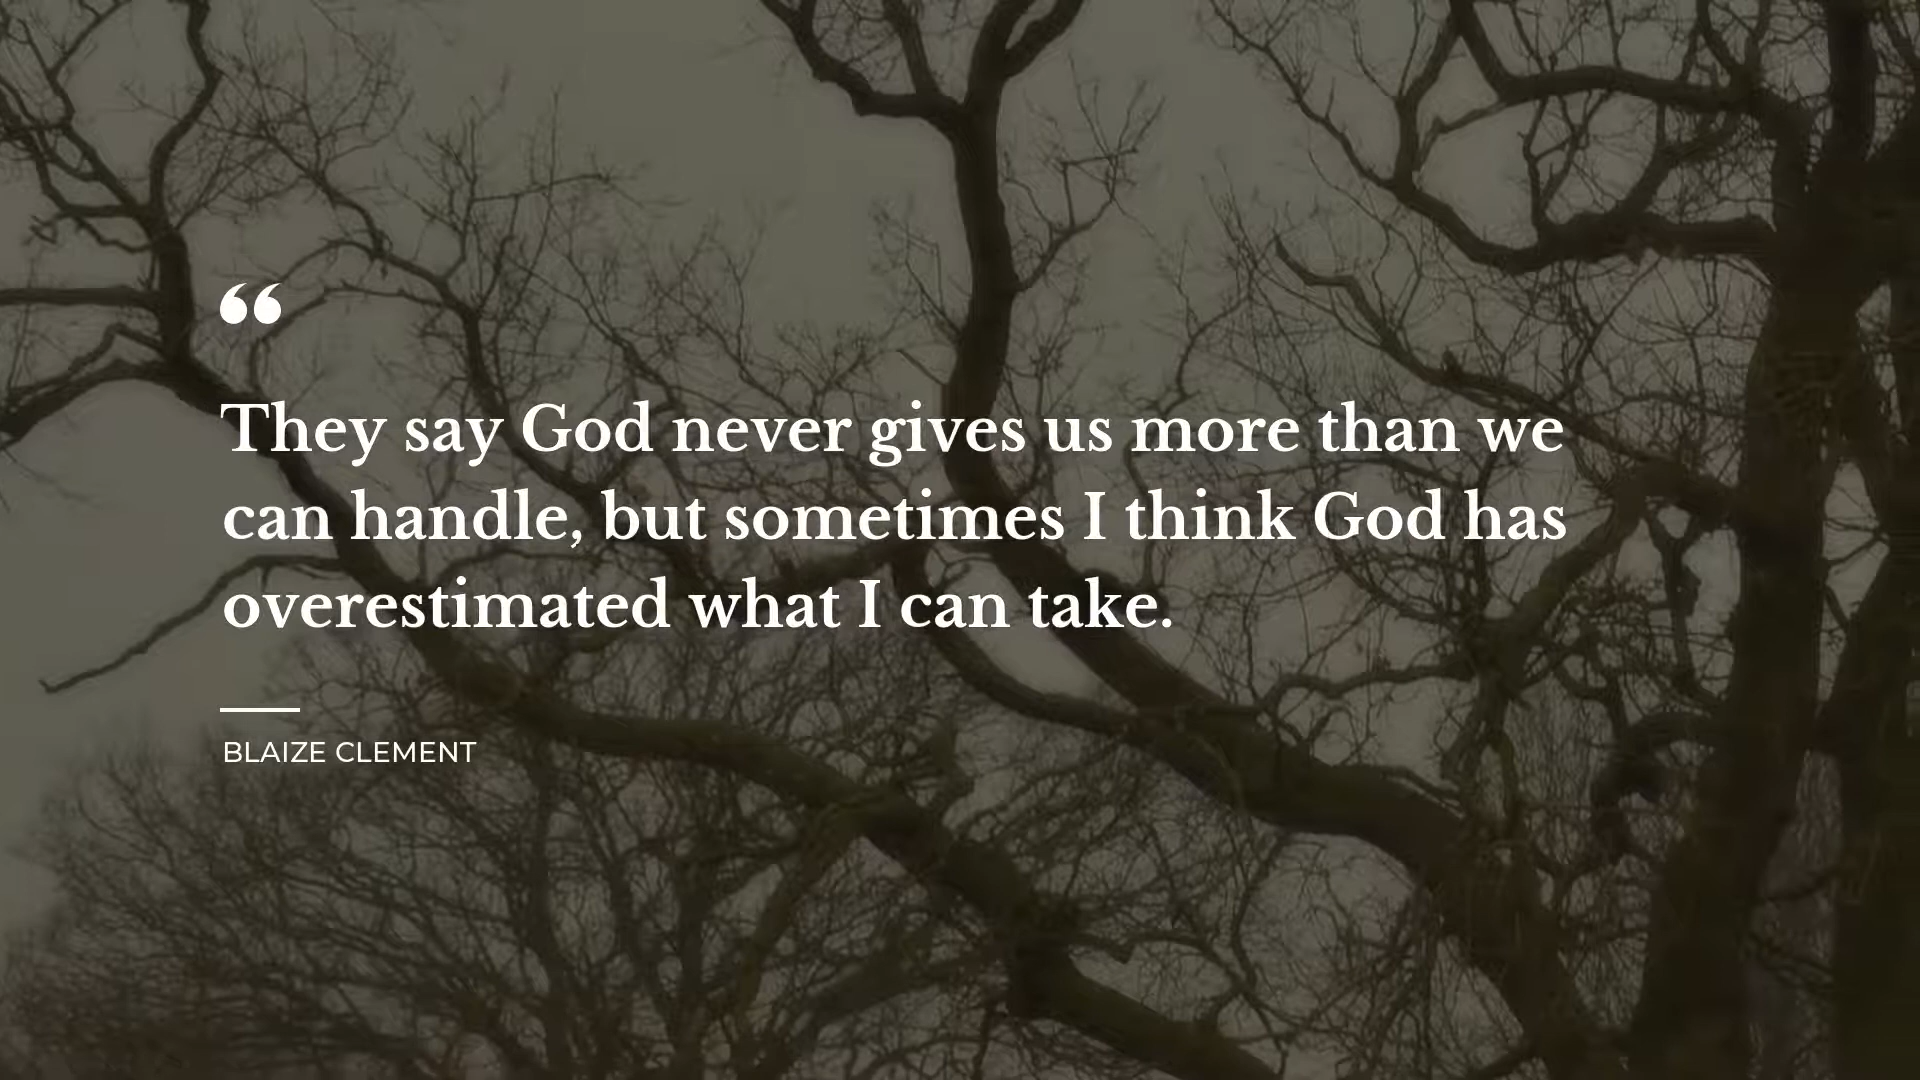 “
They say God never gives us more than we
can handle, but sometimes I think God has
overestimated what I can take.
BLAIZE CLEMENT